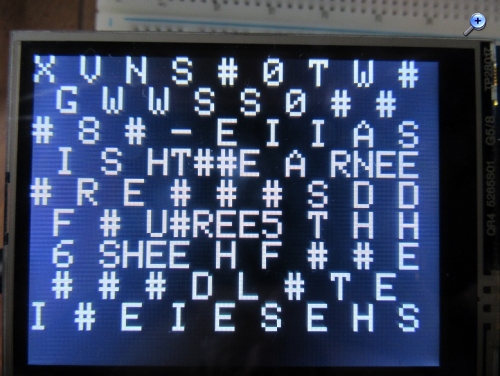 X V N S # 0 T W #
G W W S S 0 # #
# 8 # - E I I A S
I S HT##E A RNEE
# R E # # # S D D
F # U#REE5 T H H
6 SHEE H F # # E
# # # D L # T E
I # E I E S E H S